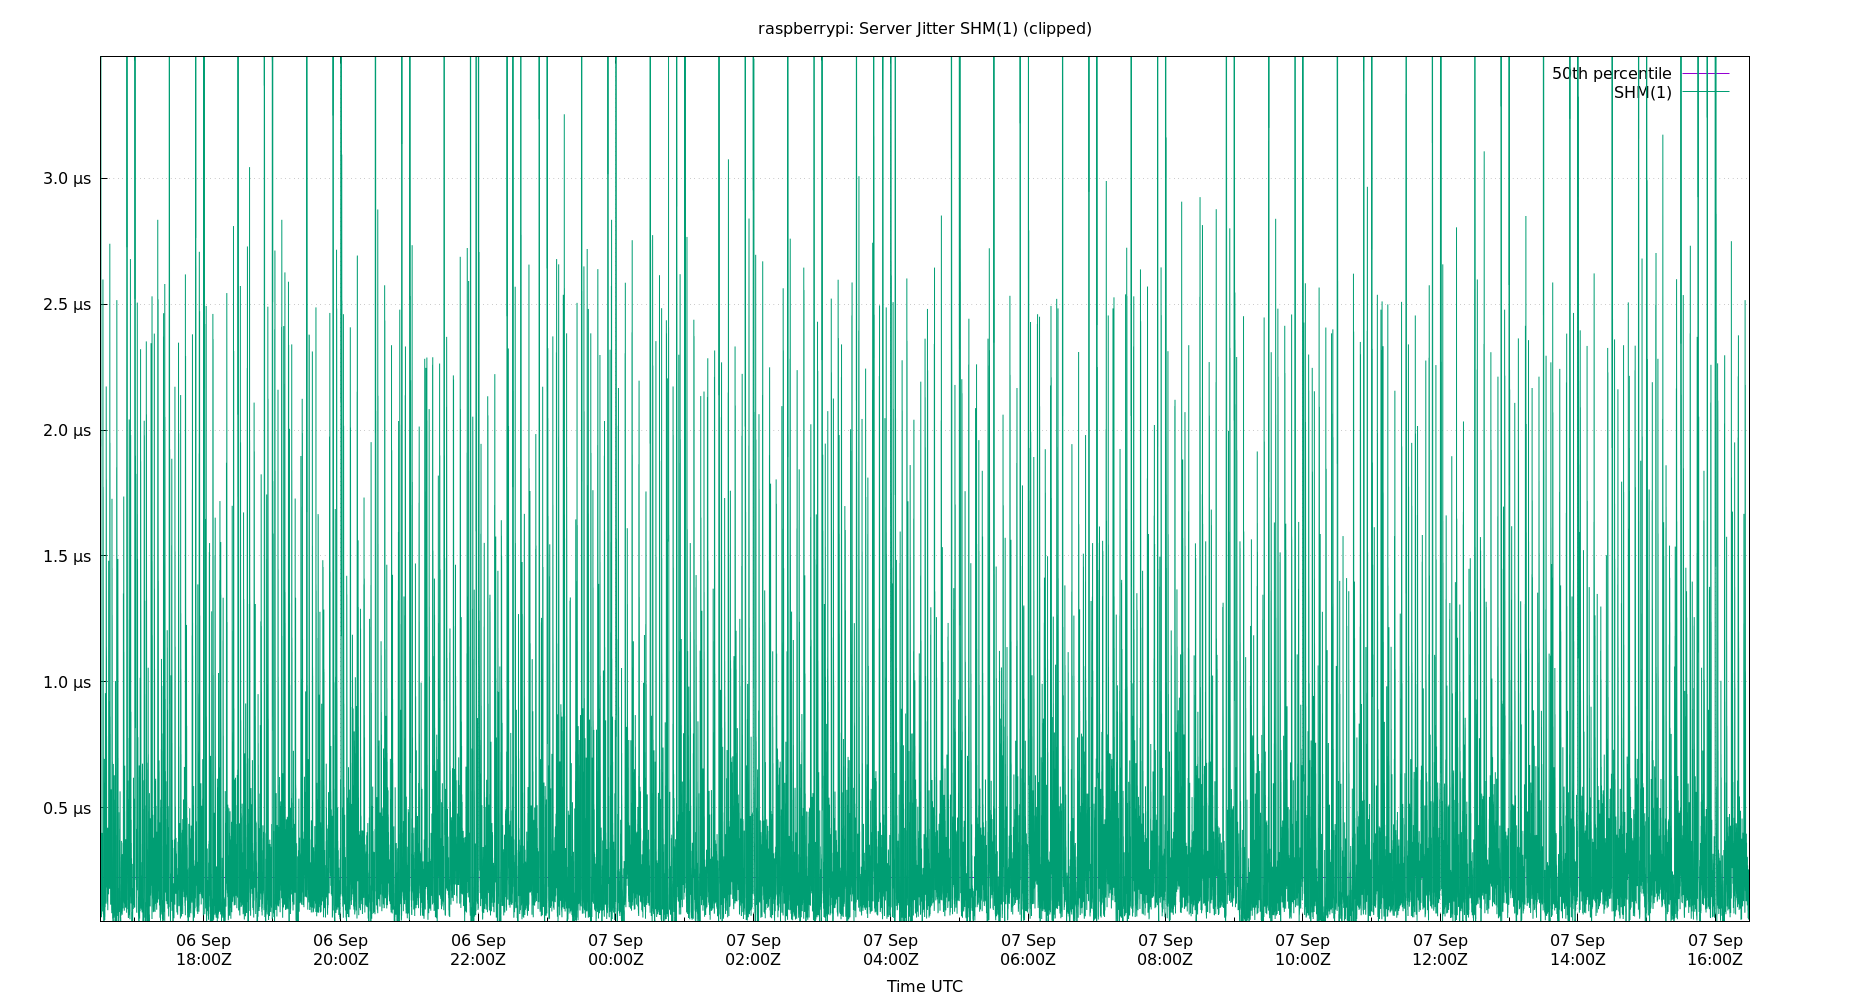 raspberrypi: Server Jitter SHM(1) (clipped)
50th percentile
SHM(1)
3.0 µs
2.5 µs
2.0 µs
1.5 µs
1.0 µs
0.5 µs
06 Sep 06 Sep 06 Sep 07 Sep 07 Sep 07 Sep 07 Sep 07 Sep 07 Sep 07 Sep 07 Sep 07 Sep
18:00Z 20:00Z 22:00Z 00:00Z 02:00Z 04:00Z 06:00Z 08:00Z 10:00Z 12:00Z 14:00Z 16:00Z
Time UTC